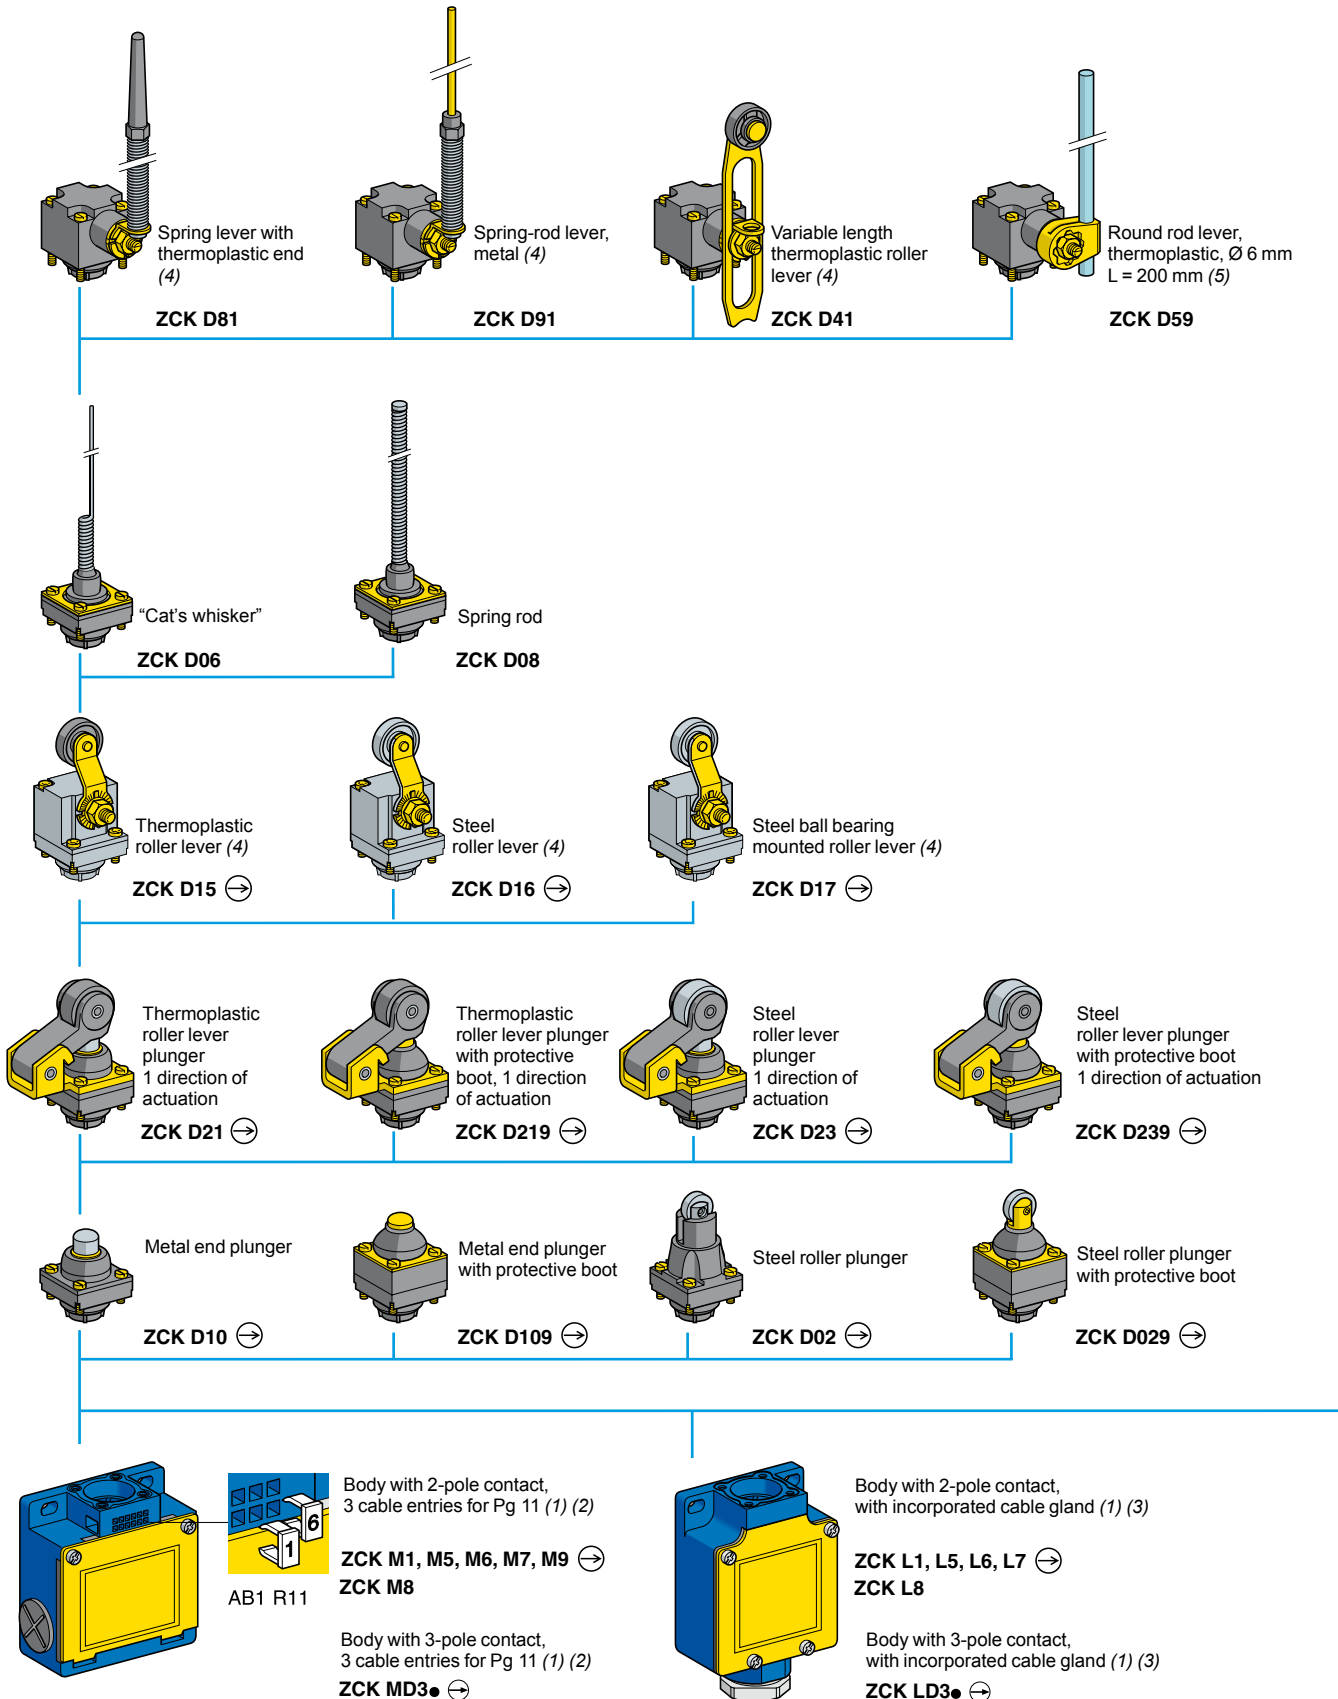 Spring lever with
thermoplastic end
(4)
ZCK D81
Spring-rod lever,
metal (4)
ZCK D91
Variable length
thermoplastic roller
lever (4)
ZCK D41
Round rod lever,
thermoplastic, Ø 6 mm
L = 200 mm (5)
ZCK D59
“Cat’s whisker”
ZCK D06
Spring rod
ZCK D08
Thermoplastic
roller lever (4)
ZCK D15
Steel
roller lever (4)
ZCK D16
Steel ball bearing
mounted roller lever (4)
ZCK D17
Thermoplastic
roller lever
plunger
1 direction of
actuation
ZCK D21
Thermoplastic
roller lever plunger
with protective
boot, 1 direction
of actuation
ZCK D219
Steel
roller lever
plunger
1 direction of
actuation
ZCK D23
Steel
roller lever plunger
with protective boot
1 direction of actuation
ZCK D239
Metal end plunger
ZCK D10
Metal end plunger
with protective boot
ZCK D109
Steel roller plunger
ZCK D02
Steel roller plunger
with protective boot
ZCK D029
6
1
AB1 R11
Body with 2-pole contact,
3 cable entries for Pg 11 (1) (2)
ZCK M1, M5, M6, M7, M9
ZCK M8
Body with 3-pole contact,
3 cable entries for Pg 11 (1) (2)
ZCK MD3●
Body with 2-pole contact,
with incorporated cable gland (1) (3)
ZCK L1, L5, L6, L7
ZCK L8
Body with 3-pole contact,
with incorporated cable gland (1) (3)
ZCK LD3●